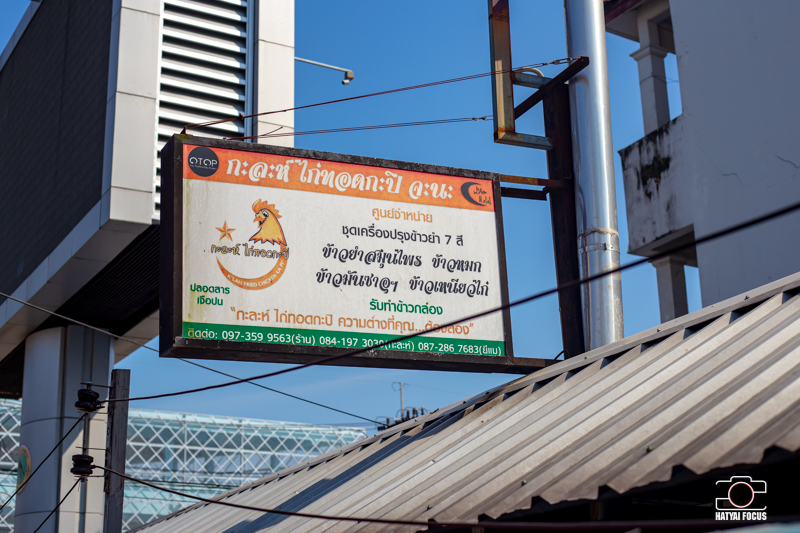 OTOP
กะละห์ ไก่ทอดกะปิ จะนะ
กะละห์ ไก่ทอดกะปิ
ปลอดสาร
เจือปน
ศูนย์จำหน่าย
ชุดเครื่องปรุงข้าวยำ 7 สี
ข้าวยำสมุนไพร ข้าวหมก
ข้าวมันซาอุฯ ข้าวเหนียวไก่
รับทำข้าวกล่อง
"กะละห์ ไก่ทอดกะปิ ความต่างที่คุณ...ต้องลอง"
ติดต่อ: 097-359 9563(ร้าน) 084-197 3030(กะละห์) 087-286 7683(ยีแบ)
HATYAI FOCUS